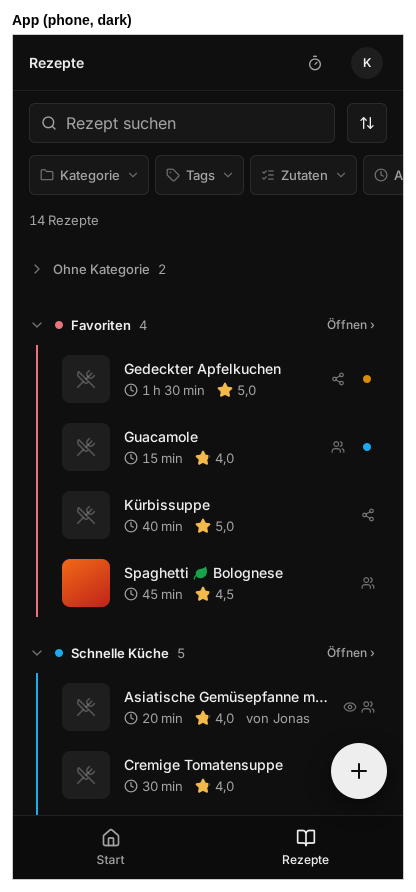 App (phone, dark)
Rezepte
K
Rezept suchen
Kategorie Tags Zutaten A
14 Rezepte
Ohne Kategorie 2
Favoriten 4 Öffnen ›
Gedeckter Apfelkuchen
1 h 30 min 5,0
Guacamole
15 min 4,0
Kürbissuppe
40 min 5,0
Spaghetti 🌿 Bolognese
45 min 4,5
Schnelle Küche 5 Öffnen ›
Asiatische Gemüsepfanne m...
20 min 4,0 von Jonas
Cremige Tomatensuppe
30 min 4,0
Start Rezepte